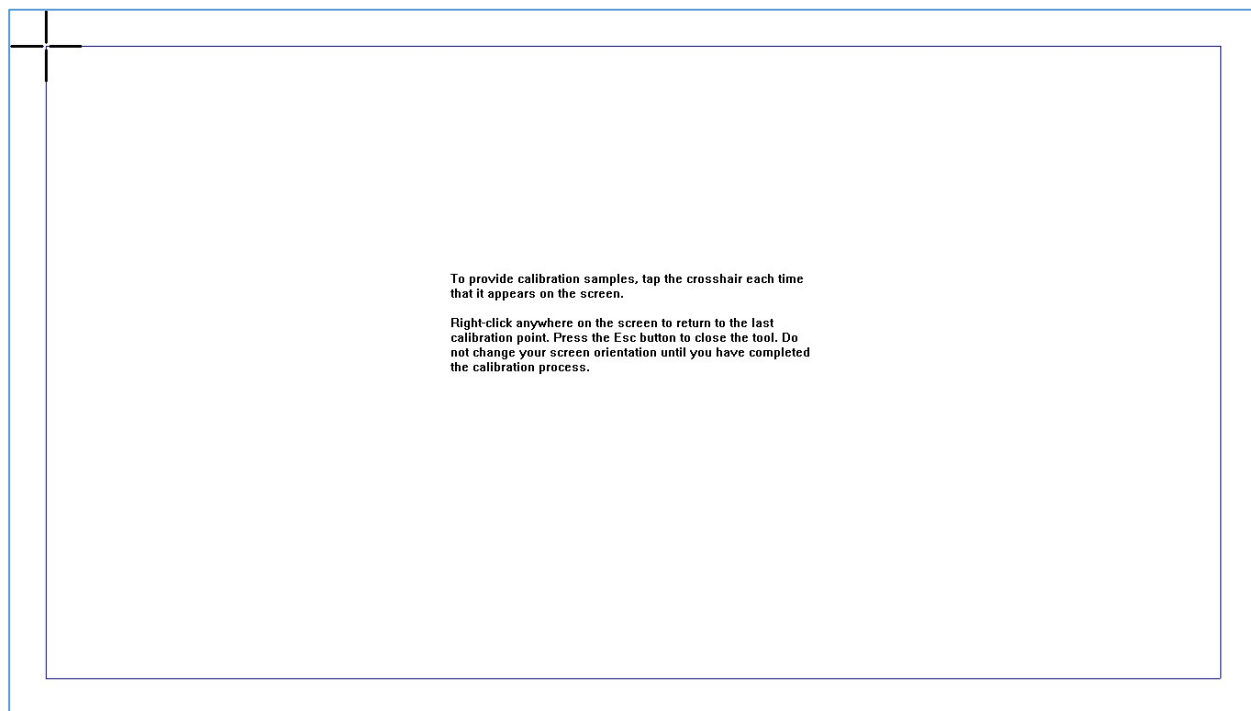 To provide calibration samples, tap the crosshair each time
that it appears on the screen.
Right-click anywhere on the screen to return to the last
calibration point. Press the Esc button to close the tool. Do
not change your screen orientation until you have completed
the calibration process.